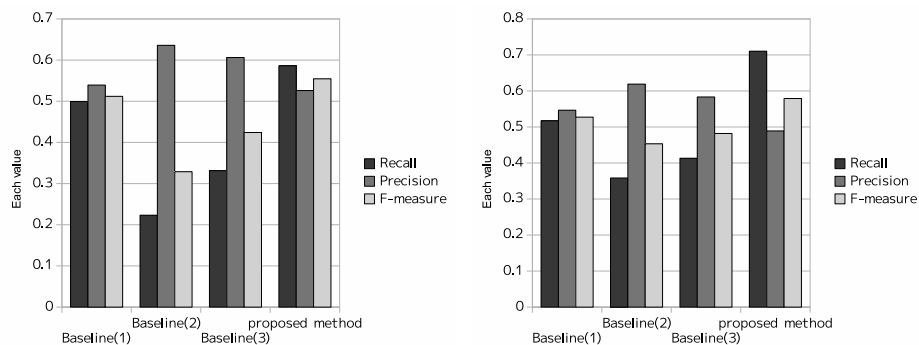 0.7
0.6
0.5
0.4
0.3
0.2
0.1
0
Each value
Baseline(1)
Baseline(2)
Baseline(3)
proposed method
Recall
Precision
F-measure
0.8
0.7
0.6
0.5
0.4
0.3
0.2
0.1
0
Each value
Baseline(1)
Baseline(2)
Baseline(3)
proposed method
Recall
Precision
F-measure